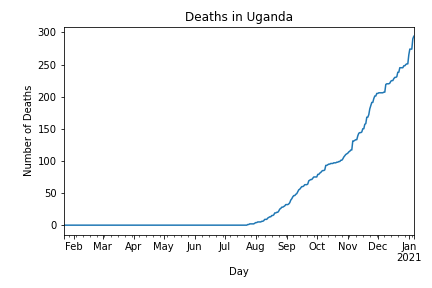 Deaths in Uganda
300
250
200
150
100
50
0
Number of Deaths
Feb Mar Apr May Jun Jul Aug Sep Oct Nov Dec Jan
2021
Day